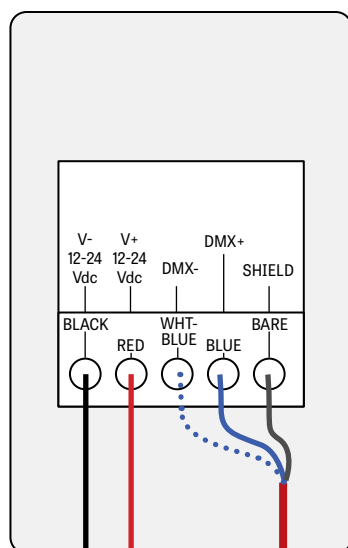 V-
12-24
Vdc
V+
12-24
Vdc
DMX-
DMX+
SHIELD
BLACK
RED
WHT-
BLUE
BLUE
BARE